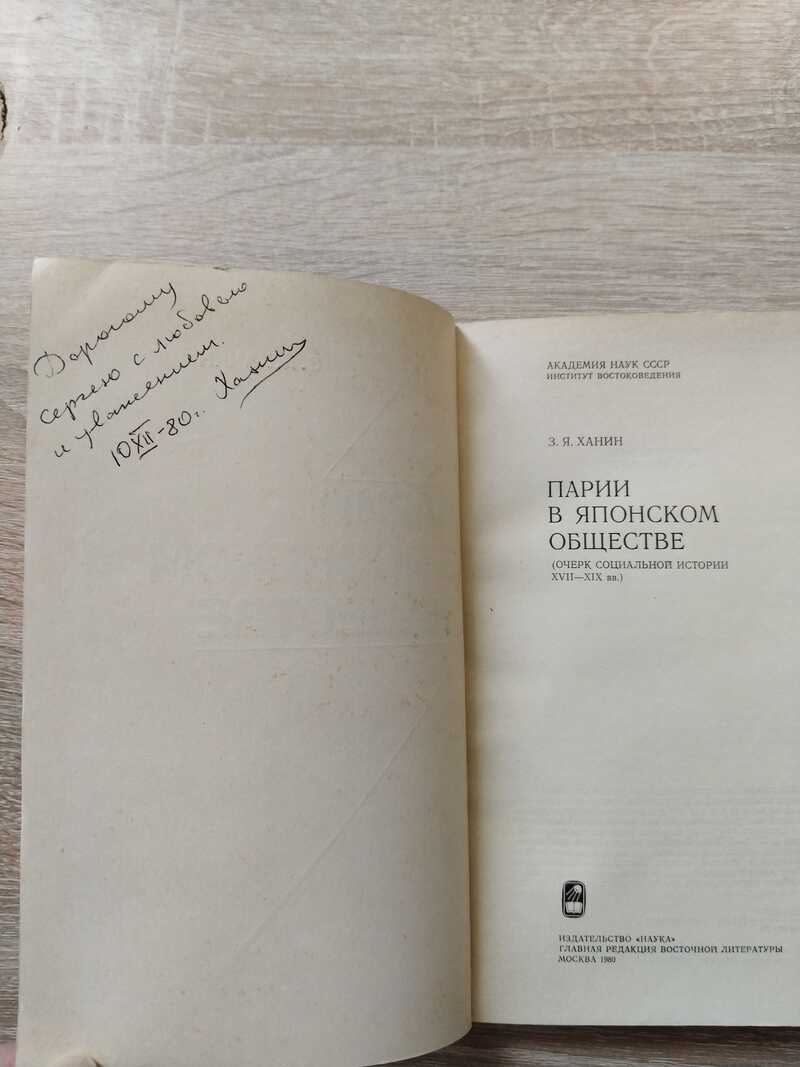 Дорогому
сергею с любовью
и уважением.
10 XII-80г. Ханин
АКАДЕМИЯ НАУК СССР
ИНСТИТУТ ВОСТОКОВЕДЕНИЯ
З. Я. ХАНИН
ПАРИИ
В ЯПОНСКОМ
ОБЩЕСТВЕ
(ОЧЕРК СОЦИАЛЬНОЙ ИСТОРИИ
XVII—XIX вв.)
ИЗДАТЕЛЬСТВО «НАУКА»
ГЛАВНАЯ РЕДАКЦИЯ ВОСТОЧНОЙ ЛИТЕРАТУРЫ
МОСКВА 1980